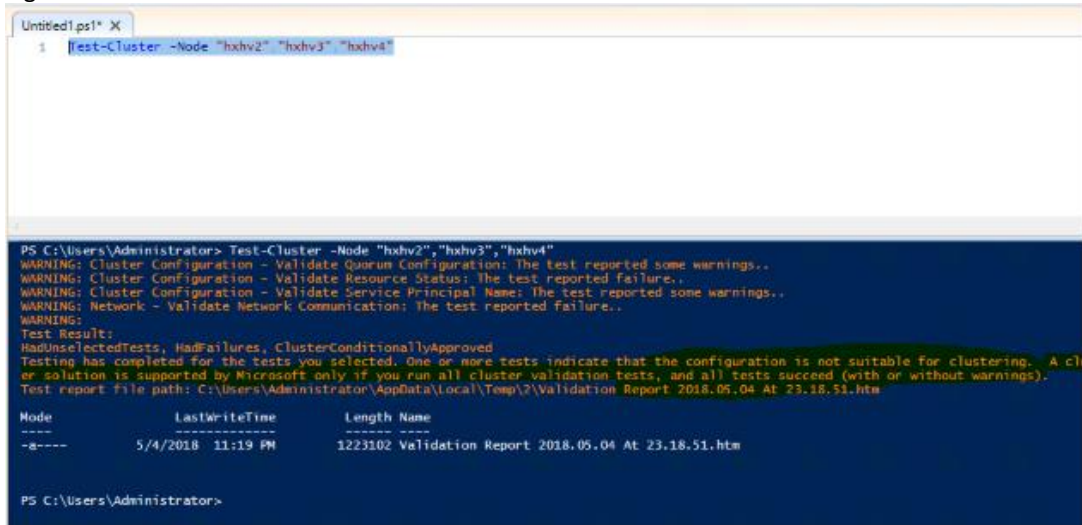 Untitled1.ps1* X
1 Test-Cluster -Node "hxhv2","hxhv3","hxhv4"
PS C:\Users\Administrator> Test-Cluster -Node "hxhv2","hxhv3","hxhv4"
WARNING: Cluster Configuration - Validate Quorum Configuration: The test reported some warnings..
WARNING: Cluster Configuration - Validate Resource Status: The test reported failure..
WARNING: Cluster Configuration - Validate Service Principal Name: The test reported some warnings..
WARNING: Network - Validate Network Communication: The test reported failure..
WARNING:
Test Result:
HadUnselectedTests, HadFailures, ClusterConditionallyApproved
Testing has completed for the tests you selected. One or more tests indicate that the configuration is not suitable for clustering. A cl
er solution is supported by Microsoft only if you run all cluster validation tests, and all tests succeed (with or without warnings).
Test report file path: C:\Users\Administrator\AppData\Local\Temp\2\Validation Report 2018.05.04 At 23.18.51.htm
Mode LastWriteTime Length Name
---- ------------- ------ ----
-a---- 5/4/2018 11:19 PM 1223102 Validation Report 2018.05.04 At 23.18.51.htm
PS C:\Users\Administrator>